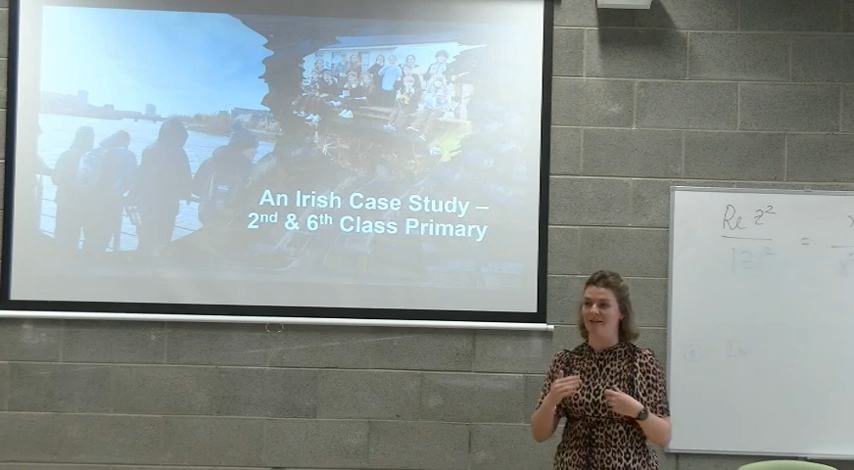 An Irish Case Study –
2nd & 6th Class Primary
Re z²
=